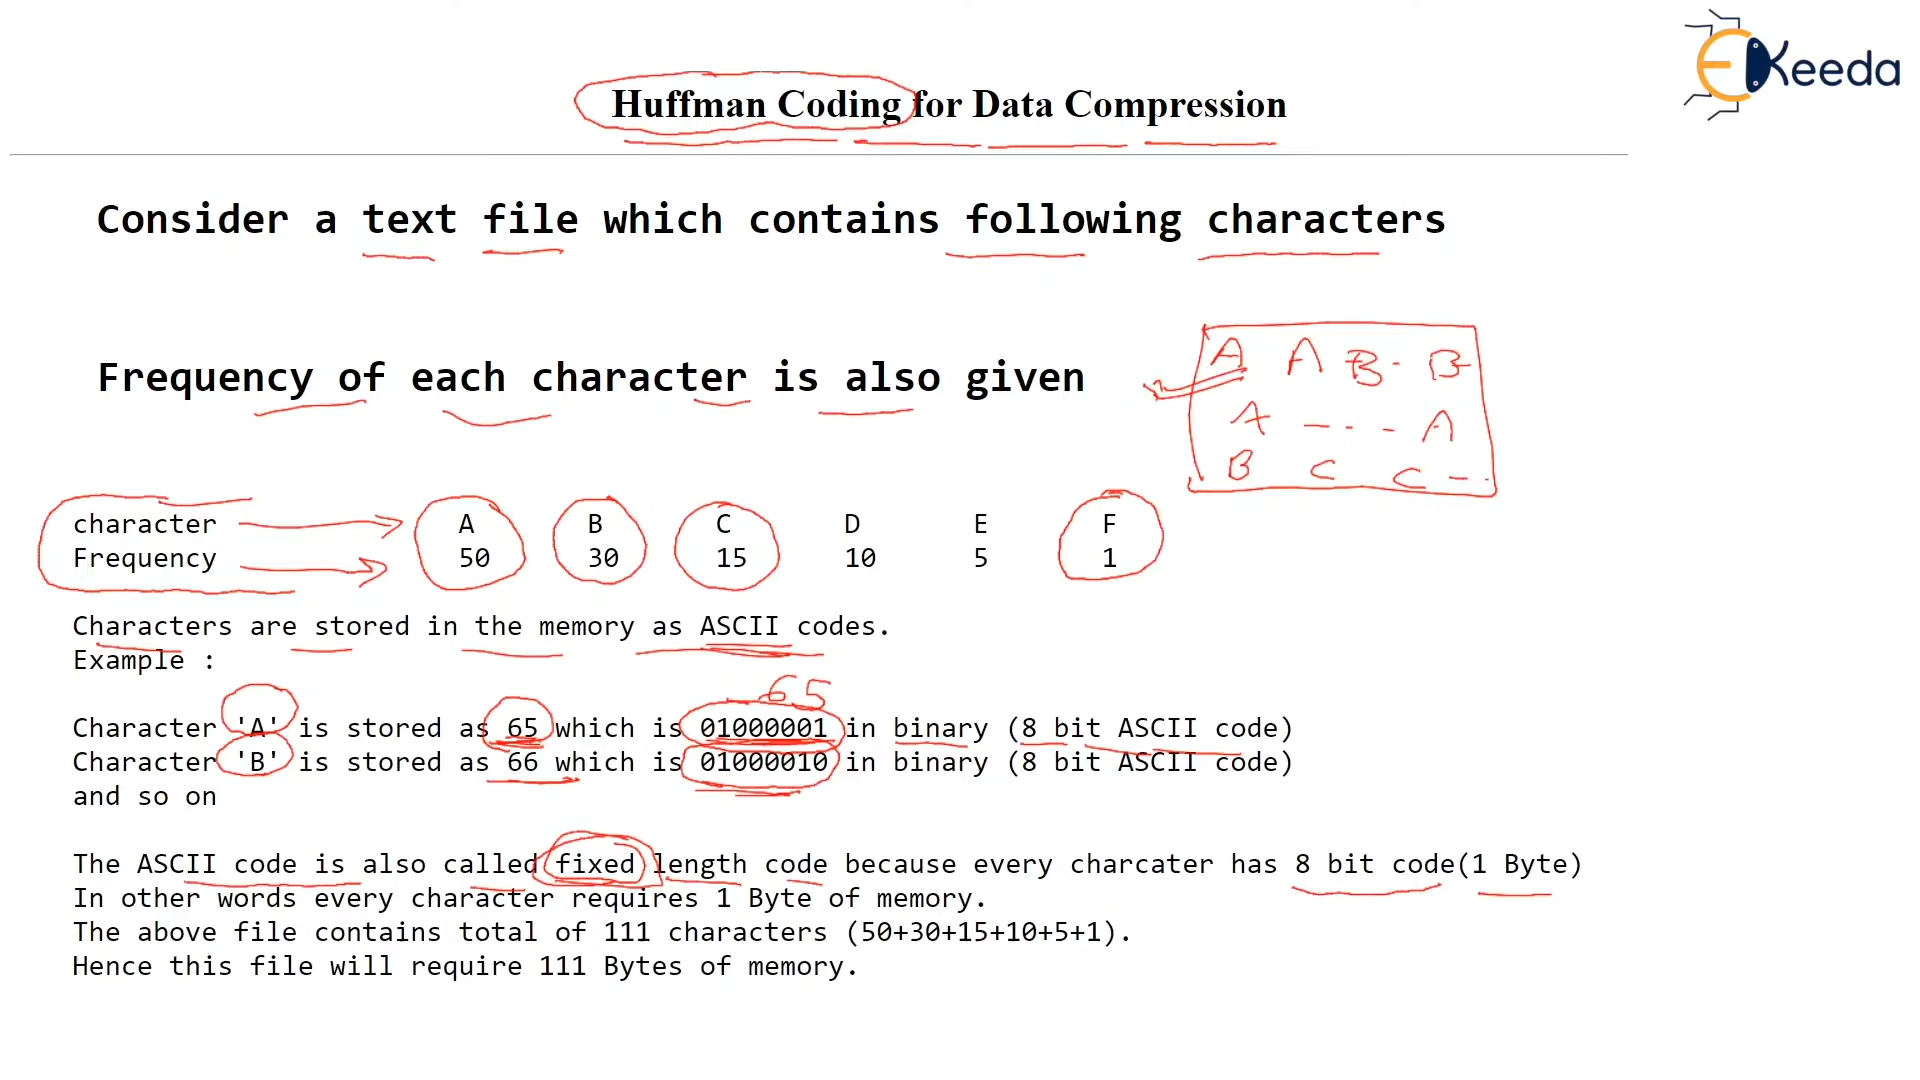 EKeeda
Huffman Coding for Data Compression
Consider a text file which contains following characters
Frequency of each character is also given
A A B - B
A - - - A
B C C - -
character A B C D E F
Frequency 50 30 15 10 5 1
Characters are stored in the memory as ASCII codes.
Example :
65
Character 'A' is stored as 65 which is 01000001 in binary (8 bit ASCII code)
Character 'B' is stored as 66 which is 01000010 in binary (8 bit ASCII code)
and so on
The ASCII code is also called fixed length code because every charcater has 8 bit code(1 Byte)
In other words every character requires 1 Byte of memory.
The above file contains total of 111 characters (50+30+15+10+5+1).
Hence this file will require 111 Bytes of memory.